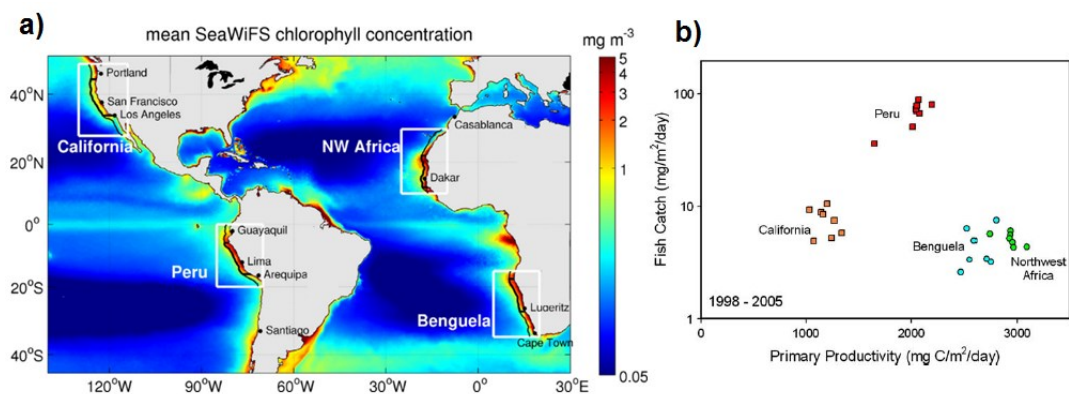 a)
mean SeaWiFS chlorophyll concentration
mg m⁻³
40°N
20°N
0°
20°S
40°S
120°W
90°W
60°W
30°W
0°
30°E
Portland
San Francisco
Los Angeles
California
Casablanca
NW Africa
Dakar
Guayaquil
Lima
Arequipa
Peru
Santiago
Luderitz
Benguela
Cape Town
5
4
3
2
1
0.05
b)
Fish Catch (mg/m²/day)
100
10
1
Peru
California
Benguela
Northwest
Africa
1998 - 2005
0
1000
2000
3000
Primary Productivity (mg C/m²/day)